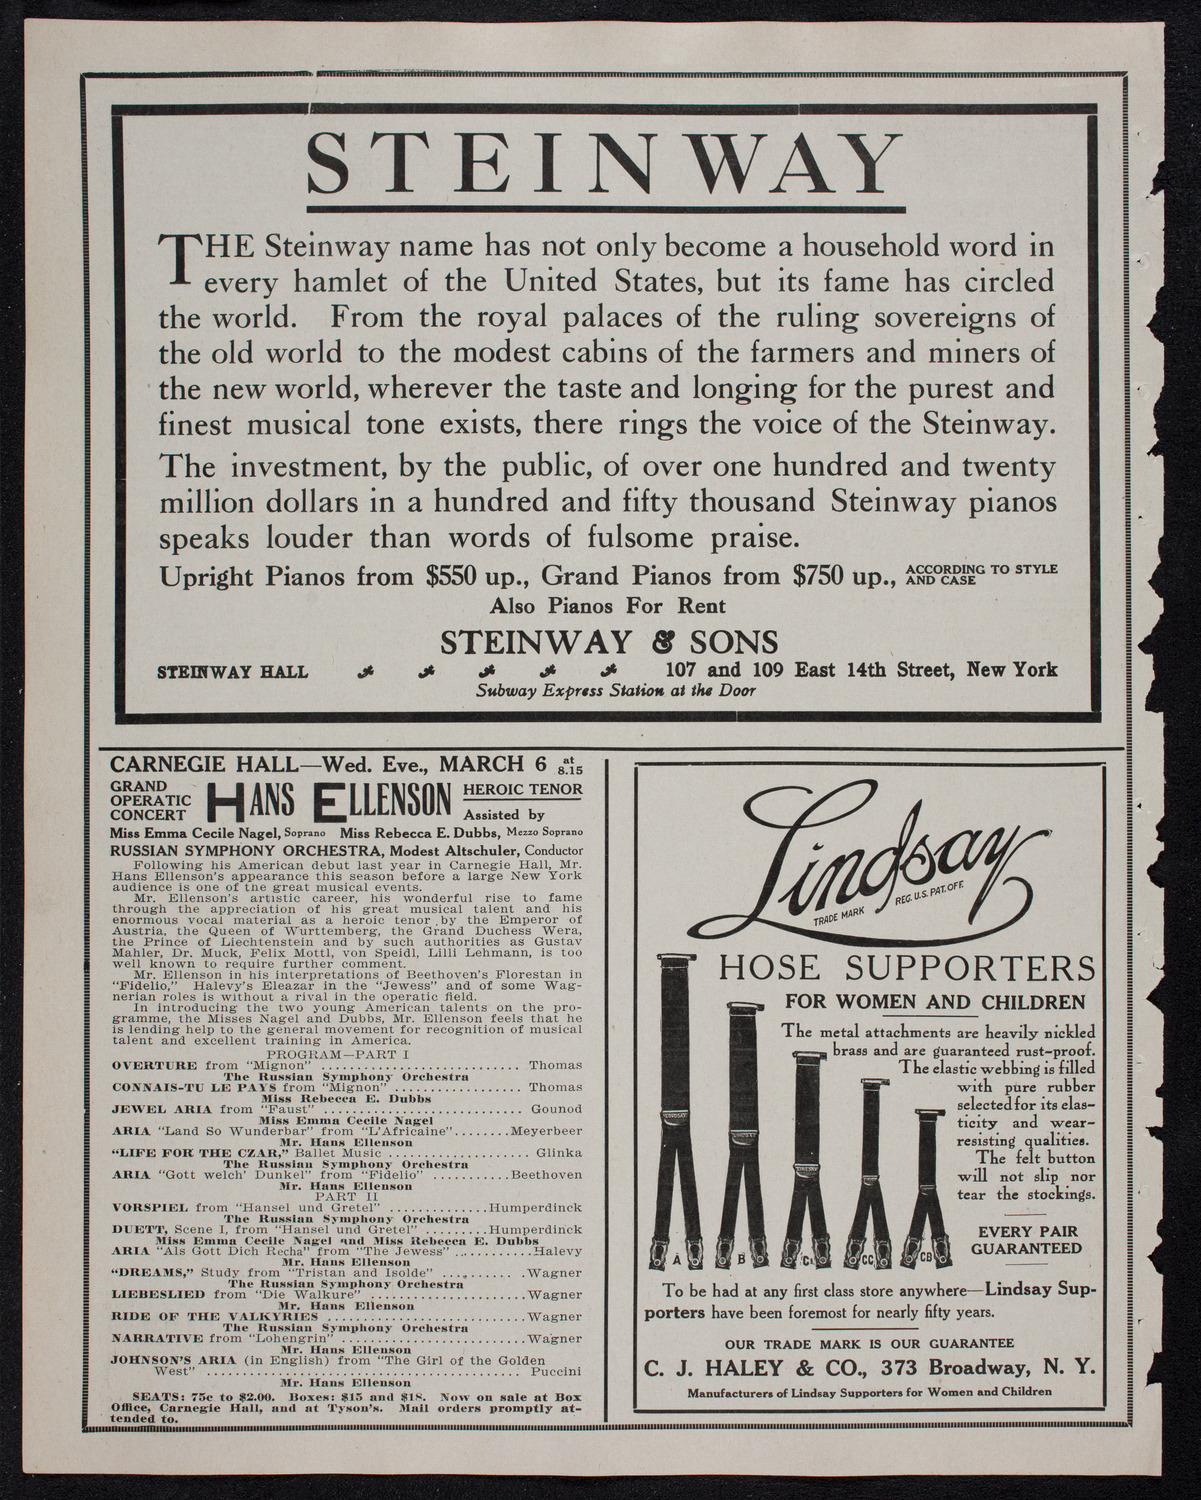 STEINWAY
THE Steinway name has not only become a household word in
every hamlet of the United States, but its fame has circled
the world. From the royal palaces of the ruling sovereigns of
the old world to the modest cabins of the farmers and miners of
the new world, wherever the taste and longing for the purest and
finest musical tone exists, there rings the voice of the Steinway.
The investment, by the public, of over one hundred and twenty
million dollars in a hundred and fifty thousand Steinway pianos
speaks louder than words of fulsome praise.
Upright Pianos from $550 up., Grand Pianos from $750 up., ACCORDING TO STYLE AND CASE
Also Pianos For Rent
STEINWAY & SONS
STEINWAY HALL 107 and 109 East 14th Street, New York
Subway Express Station at the Door
CARNEGIE HALL—Wed. Eve., MARCH 6 at 8.15
GRAND OPERATIC CONCERT HANS ELLENSON HEROIC TENOR
Assisted by
Miss Emma Cecile Nagel, Soprano Miss Rebecca E. Dubbs, Mezzo Soprano
RUSSIAN SYMPHONY ORCHESTRA, Modest Altschuler, Conductor
Following his American debut last year in Carnegie Hall, Mr.
Hans Ellenson's appearance this season before a large New York
audience is one of the great musical events.
Mr. Ellenson's artistic career, his wonderful rise to fame
through the appreciation of his great musical talent and his
enormous vocal material as a heroic tenor by the Emperor of
Austria, the Queen of Wurttemberg, the Grand Duchess Wera,
the Prince of Liechtenstein and by such authorities as Gustav
Mahler, Dr. Muck, Felix Mottl, von Speidl, Lilli Lehmann, is too
well known to require further comment.
Mr. Ellenson in his interpretations of Beethoven's Florestan in
"Fidelio," Halevy's Eleazar in the "Jewess" and of some Wag-
nerian roles is without a rival in the operatic field.
In introducing the two young American talents on the pro-
gramme, the Misses Nagel and Dubbs, Mr. Ellenson feels that he
is lending help to the general movement for recognition of musical
talent and excellent training in America.
PROGRAM—PART I
OVERTURE from "Mignon" .......................... Thomas
The Russian Symphony Orchestra
CONNAIS-TU LE PAYS from "Mignon" ................ Thomas
Miss Rebecca E. Dubbs
JEWEL ARIA from "Faust" .......................... Gounod
Miss Emma Cecile Nagel
ARIA "Land So Wunderbar" from "L'Africaine"........Meyerbeer
Mr. Hans Ellenson
"LIFE FOR THE CZAR," Ballet Music ................... Glinka
The Russian Symphony Orchestra
ARIA "Gott welch' Dunkel" from "Fidelio" ...........Beethoven
Mr. Hans Ellenson
PART II
VORSPIEL from "Hansel und Gretel" .............Humperdinck
The Russian Symphony Orchestra
DUETT, Scene I, from "Hansel und Gretel" .........Humperdinck
Miss Emma Cecile Nagel and Miss Rebecca E. Dubbs
ARIA "Als Gott Dich Recha" from "The Jewess" ...........Halevy
Mr. Hans Ellenson
"DREAMS," Study from "Tristan and Isolde" ..........Wagner
The Russian Symphony Orchestra
LIEBESLIED from "Die Walkure" .....................Wagner
Mr. Hans Ellenson
RIDE OF THE VALKYRIES ..........................Wagner
The Russian Symphony Orchestra
NARRATIVE from "Lohengrin" ........................Wagner
Mr. Hans Ellenson
JOHNSON'S ARIA (in English) from "The Girl of the Golden
West" ........................................ Puccini
Mr. Hans Ellenson
SEATS: 75c to $2.00. Boxes: $15 and $18. Now on sale at Box
Office, Carnegie Hall, and at Tyson's. Mail orders promptly at-
tended to.
Lindsay
TRADE MARK REG. U.S. PAT. OFF.
HOSE SUPPORTERS
FOR WOMEN AND CHILDREN
The metal attachments are heavily nickled
brass and are guaranteed rust-proof.
The elastic webbing is filled
with pure rubber
selected for its elas-
ticity and wear-
resisting qualities.
The felt button
will not slip nor
tear the stockings.
EVERY PAIR
GUARANTEED
LINDSAY
LINDSAY
LINDSAY
A B C CC CB
To be had at any first class store anywhere—Lindsay Sup-
porters have been foremost for nearly fifty years.
OUR TRADE MARK IS OUR GUARANTEE
C. J. HALEY & CO., 373 Broadway, N. Y.
Manufacturers of Lindsay Supporters for Women and Children